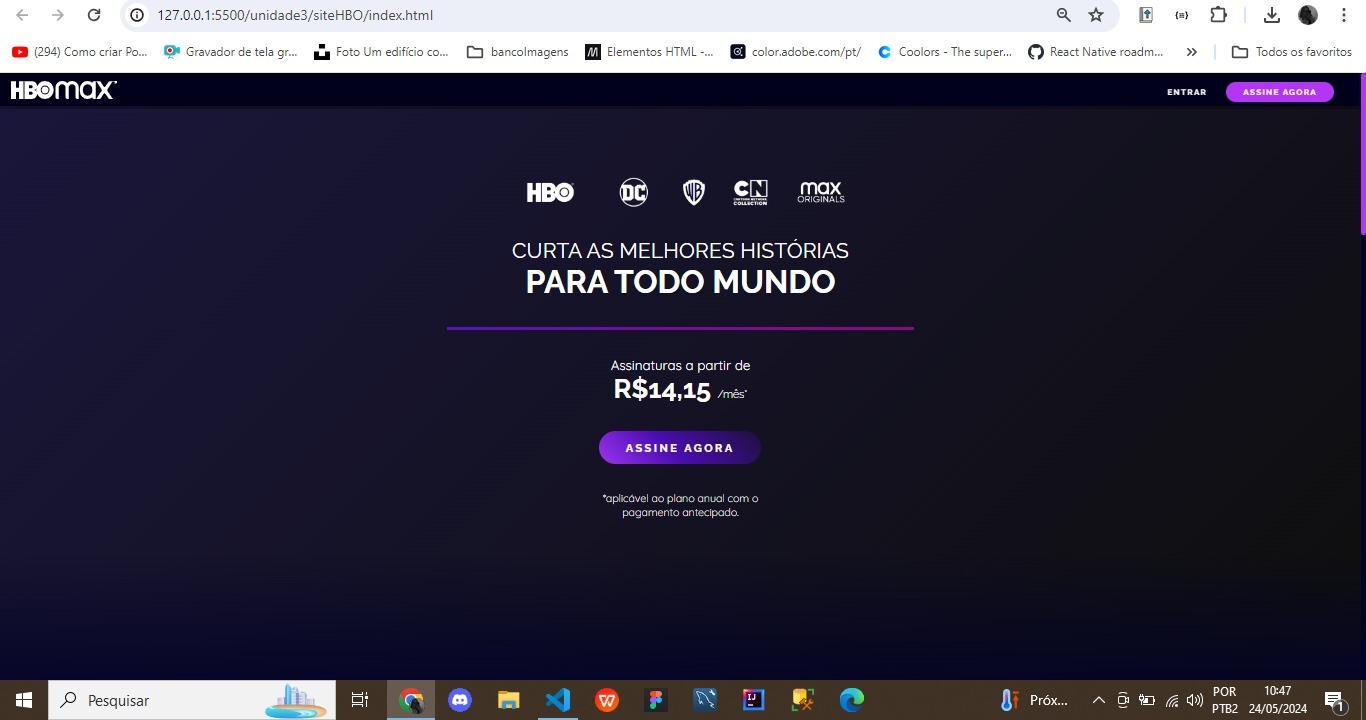 127.0.0.1:5500/unidade3/siteHBO/index.html
(294) Como criar Po...
Gravador de tela gr...
Foto Um edifício co...
bancoImagens
Elementos HTML -...
color.adobe.com/pt/
Coolors - The super...
React Native roadm...
Todos os favoritos
HBOmax
ENTRAR
ASSINE AGORA
HBO
DC
WB
CN
CARTOON NETWORK
COLLECTION
max
ORIGINALS
CURTA AS MELHORES HISTÓRIAS
PARA TODO MUNDO
Assinaturas a partir de
R$14,15 /mês*
ASSINE AGORA
*aplicável ao plano anual com o
pagamento antecipado.
Pesquisar
Próx...
POR
PTB2
10:47
24/05/2024
1